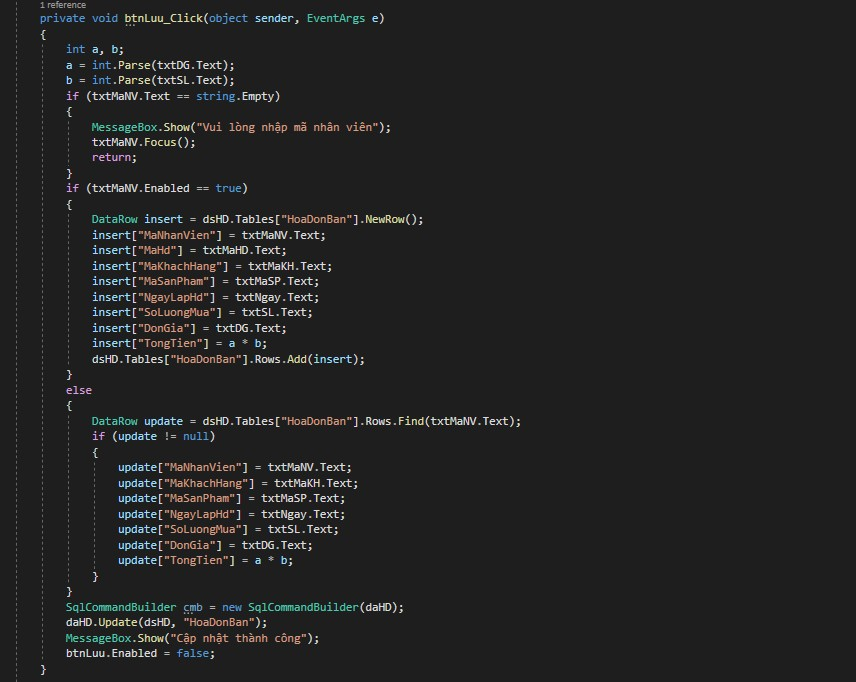 1 reference
private void btnLuu_Click(object sender, EventArgs e)
{
int a, b;
a = int.Parse(txtDG.Text);
b = int.Parse(txtSL.Text);
if (txtMaNV.Text == string.Empty)
{
MessageBox.Show("Vui lòng nhập mã nhân viên");
txtMaNV.Focus();
return;
}
if (txtMaNV.Enabled == true)
{
DataRow insert = dsHD.Tables["HoaDonBan"].NewRow();
insert["MaNhanVien"] = txtMaNV.Text;
insert["MaHd"] = txtMaHD.Text;
insert["MaKhachHang"] = txtMaKH.Text;
insert["MaSanPham"] = txtMaSP.Text;
insert["NgayLapHd"] = txtNgay.Text;
insert["SoLuongMua"] = txtSL.Text;
insert["DonGia"] = txtDG.Text;
insert["TongTien"] = a * b;
dsHD.Tables["HoaDonBan"].Rows.Add(insert);
}
else
{
DataRow update = dsHD.Tables["HoaDonBan"].Rows.Find(txtMaNV.Text);
if (update != null)
{
update["MaNhanVien"] = txtMaNV.Text;
update["MaKhachHang"] = txtMaKH.Text;
update["MaSanPham"] = txtMaSP.Text;
update["NgayLapHd"] = txtNgay.Text;
update["SoLuongMua"] = txtSL.Text;
update["DonGia"] = txtDG.Text;
update["TongTien"] = a * b;
}
}
SqlCommandBuilder cmb = new SqlCommandBuilder(daHD);
daHD.Update(dsHD, "HoaDonBan");
MessageBox.Show("Cập nhật thành công");
btnLuu.Enabled = false;
}